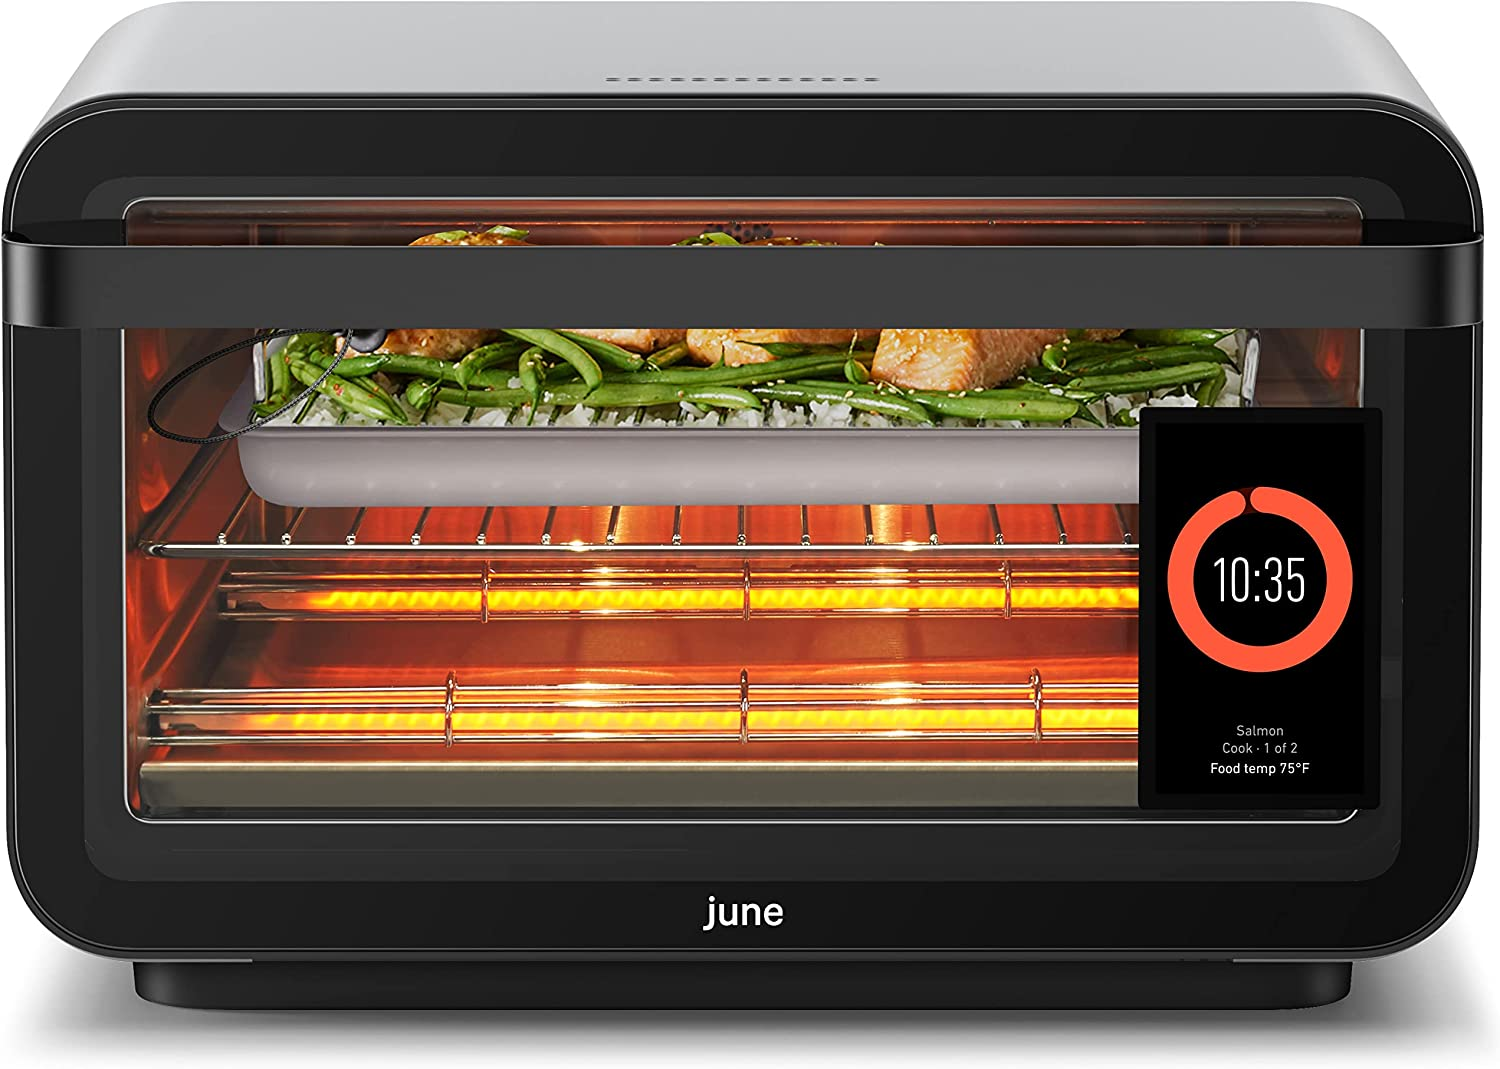 10:35
Salmon
Cook · 1 of 2
Food temp 75°F
june